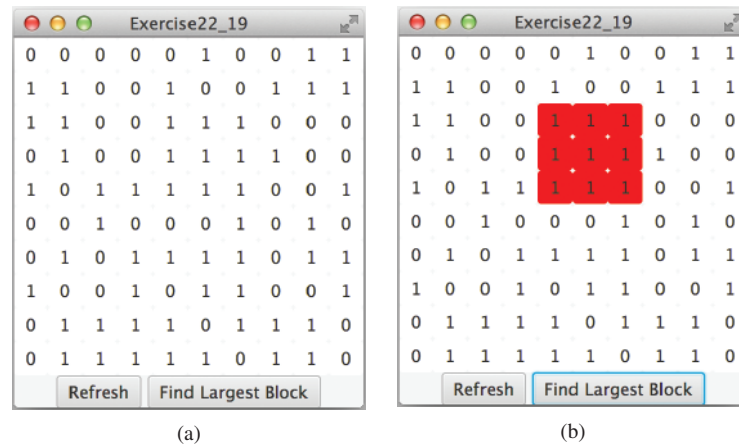 Exercise22_19
0 0 0 0 0 1 0 0 1 1
1 1 0 0 1 0 0 1 1 1
1 1 0 0 1 1 1 0 0 0
0 1 0 0 1 1 1 1 0 0
1 0 1 1 1 1 1 0 0 1
0 0 1 0 0 0 1 0 1 0
0 1 0 1 1 1 1 0 1 1
1 0 0 1 0 1 1 0 0 1
0 1 1 1 1 0 1 1 1 0
0 1 1 1 1 1 0 1 1 0
Refresh Find Largest Block
(a)
Exercise22_19
0 0 0 0 0 1 0 0 1 1
1 1 0 0 1 0 0 1 1 1
1 1 0 0 1 1 1 0 0 0
0 1 0 0 1 1 1 1 0 0
1 0 1 1 1 1 1 0 0 1
0 0 1 0 0 0 1 0 1 0
0 1 0 1 1 1 1 0 1 1
1 0 0 1 0 1 1 0 0 1
0 1 1 1 1 0 1 1 1 0
0 1 1 1 1 1 0 1 1 0
Refresh Find Largest Block
(b)